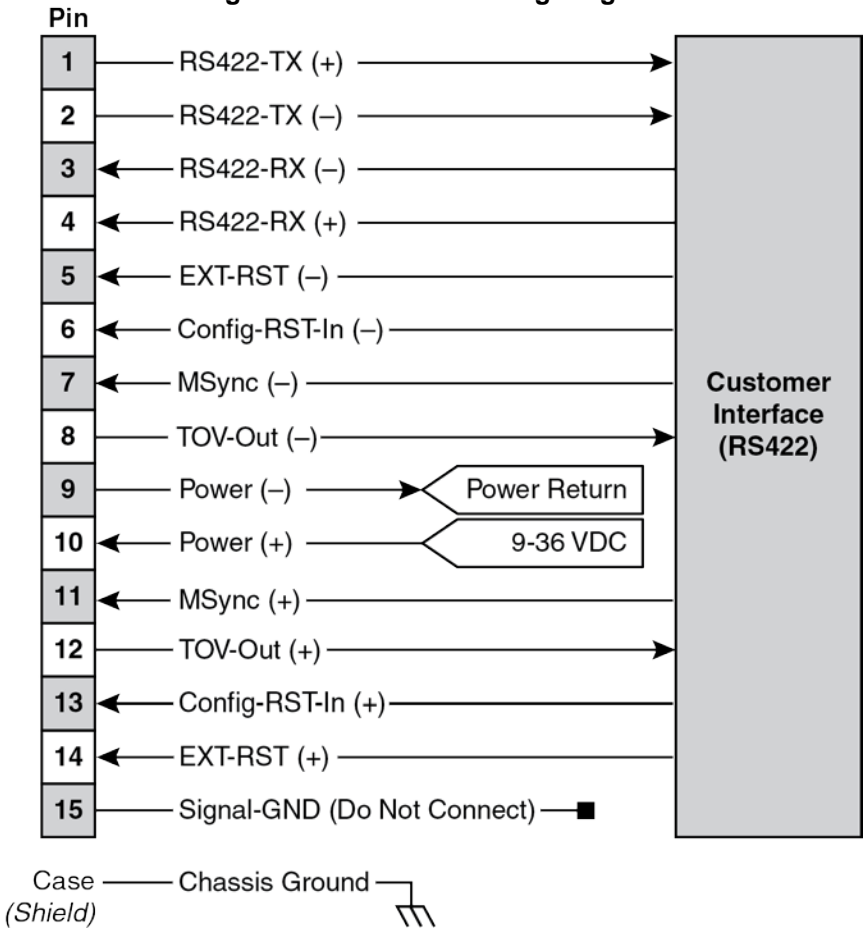 Pin
1 RS422-TX (+)
2 RS422-TX (–)
3 RS422-RX (–)
4 RS422-RX (+)
5 EXT-RST (–)
6 Config-RST-In (–)
7 MSync (–)
8 TOV-Out (–)
9 Power (–) Power Return
10 Power (+) 9-36 VDC
11 MSync (+)
12 TOV-Out (+)
13 Config-RST-In (+)
14 EXT-RST (+)
15 Signal-GND (Do Not Connect)
Customer
Interface
(RS422)
Case Chassis Ground
(Shield)